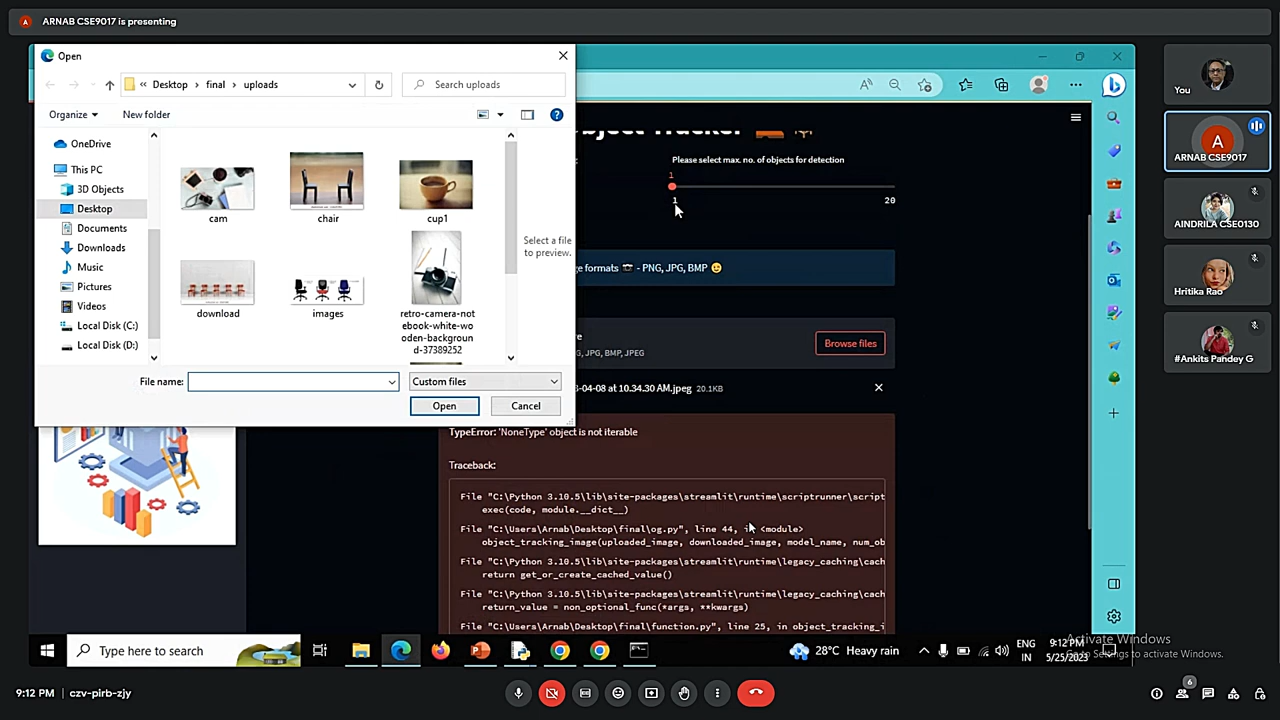 ARNAB CSE9017 is presenting
Open
Desktop
final
uploads
Search uploads
Organize
New folder
OneDrive
This PC
3D Objects
Desktop
Documents
Downloads
Music
Pictures
Videos
Local Disk (C:)
Local Disk (D:)
cam
chair
cup1
download
images
retro-camera-not
ebook-white-wo
oden-backgroun
d-37389252
Select a file
to preview.
File name:
Custom files
Open
Cancel
Please select max. no. of objects for detection
1
1
20
ge formats - PNG, JPG, BMP
Browse files
G, JPG, BMP, JPEG
-04-08 at 10.34.30 AM.jpeg 20.1KB
TypeError: 'NoneType' object is not iterable
Traceback:
File "C:\Python 3.10.5\lib\site-packages\streamlit\runtime\scriptrunner\script
exec(code, module.__dict__)
File "C:\Users\Arnab\Desktop\final\og.py", line 44, in <module>
object_tracking_image(uploaded_image, downloaded_image, model_name, num_ob
File "C:\Python 3.10.5\lib\site-packages\streamlit\runtime\legacy_caching\cach
return get_or_create_cached_value()
File "C:\Python 3.10.5\lib\site-packages\streamlit\runtime\legacy_caching\cach
return_value = non_optional_func(*args, **kwargs)
File "C:\Users\Arnab\Desktop\final\function.py", line 25, in object_tracking_i
Type here to search
28°C Heavy rain
ENG
IN
9:12 PM
5/25/2023
Activate Windows
Go to Settings to activate Windows.
You
A
ARNAB CSE9017
AINDRILA CSE0130
Hritika Rao
#Ankits Pandey G
9:12 PM
czv-pirb-zjy
6